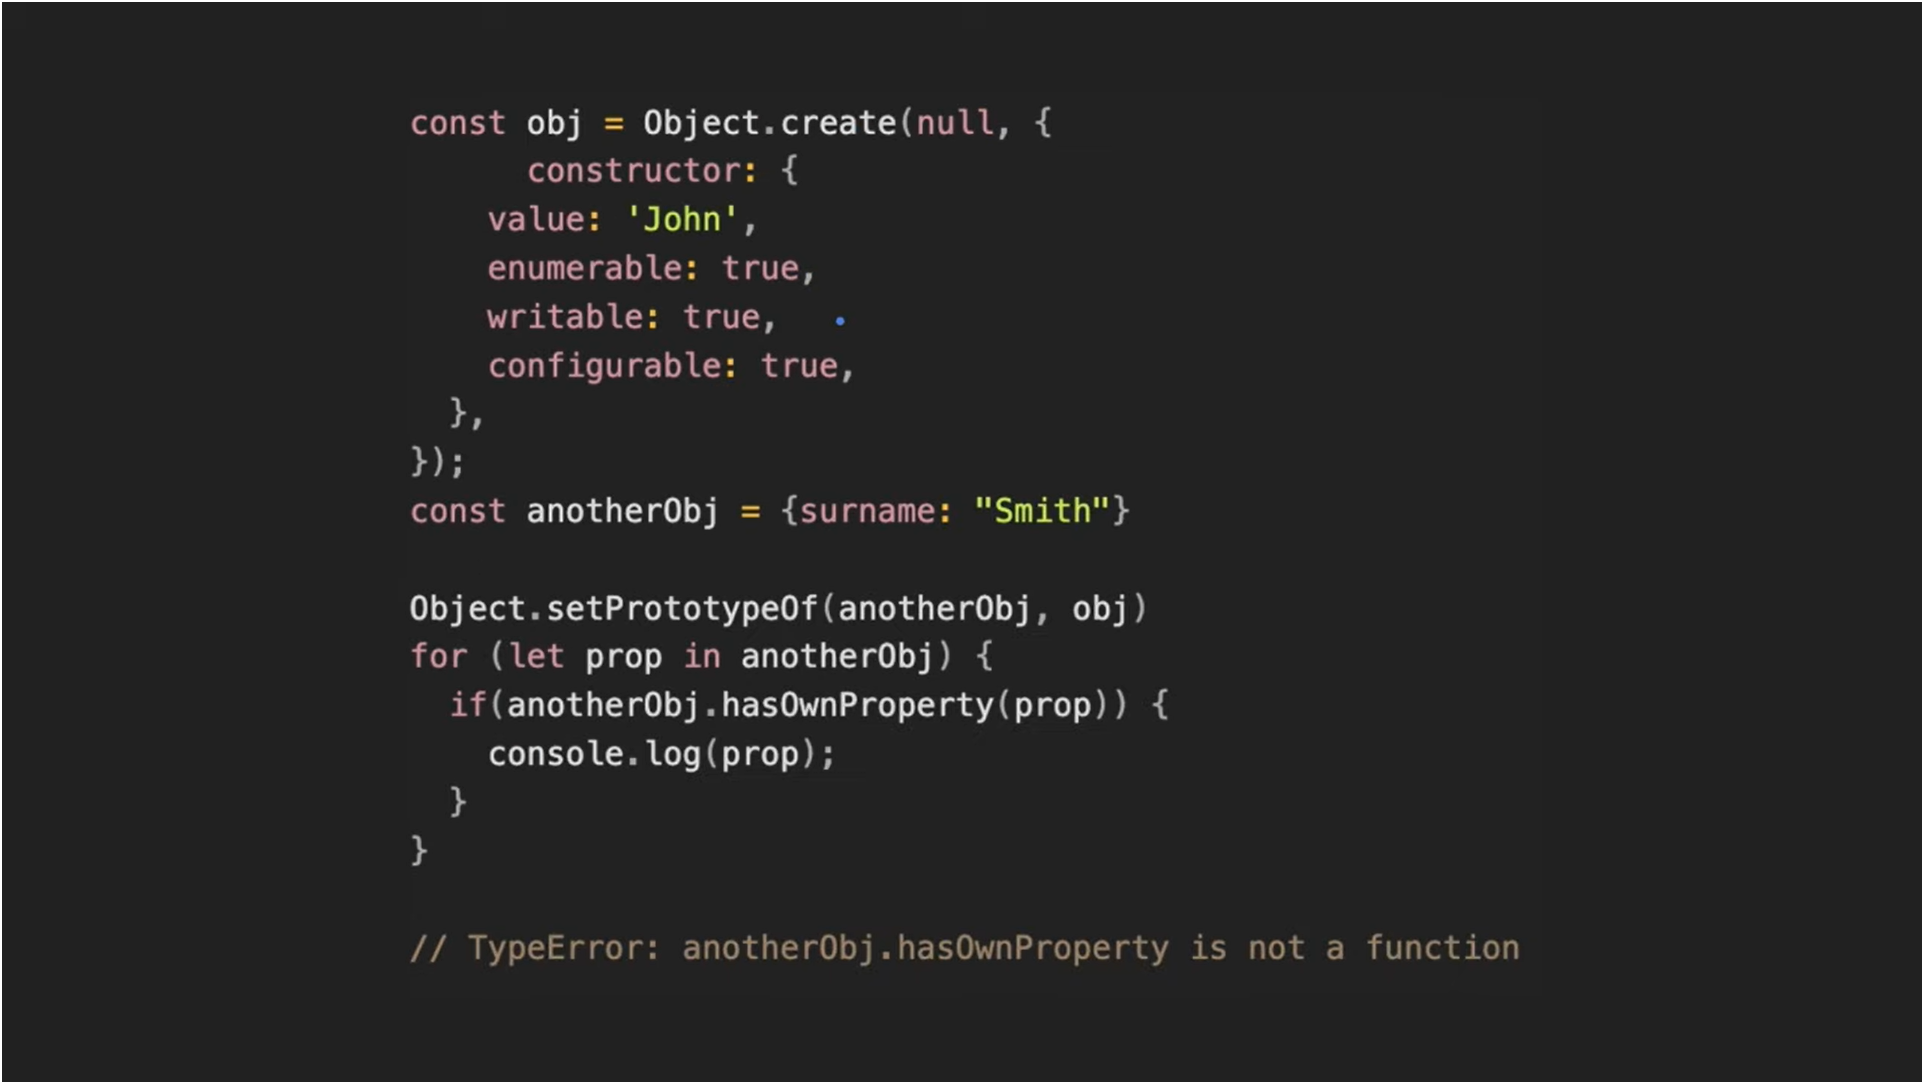 const obj = Object.create(null, {
      constructor: {
    value: 'John',
    enumerable: true,
    writable: true,
    configurable: true,
  },
});
const anotherObj = {surname: "Smith"}

Object.setPrototypeOf(anotherObj, obj)
for (let prop in anotherObj) {
  if(anotherObj.hasOwnProperty(prop)) {
    console.log(prop);
  }
}

// TypeError: anotherObj.hasOwnProperty is not a function